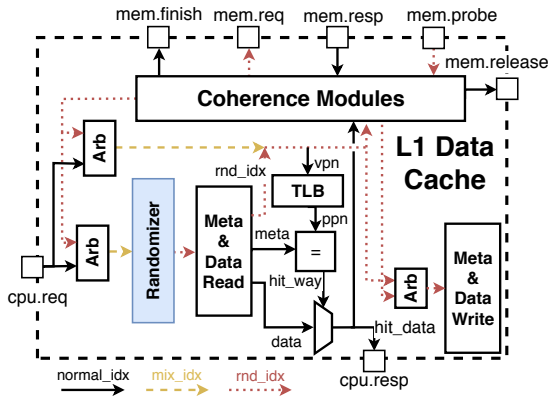 mem.finish
mem.req
mem.resp
mem.probe
mem.release
Coherence Modules
L1 Data
Cache
Arb
rnd_idx
vpn
TLB
ppn
Arb
Randomizer
Meta
&
Data
Read
meta
=
hit_way
data
cpu.req
Arb
Meta
&
Data
Write
hit_data
cpu.resp
normal_idx
mix_idx
rnd_idx